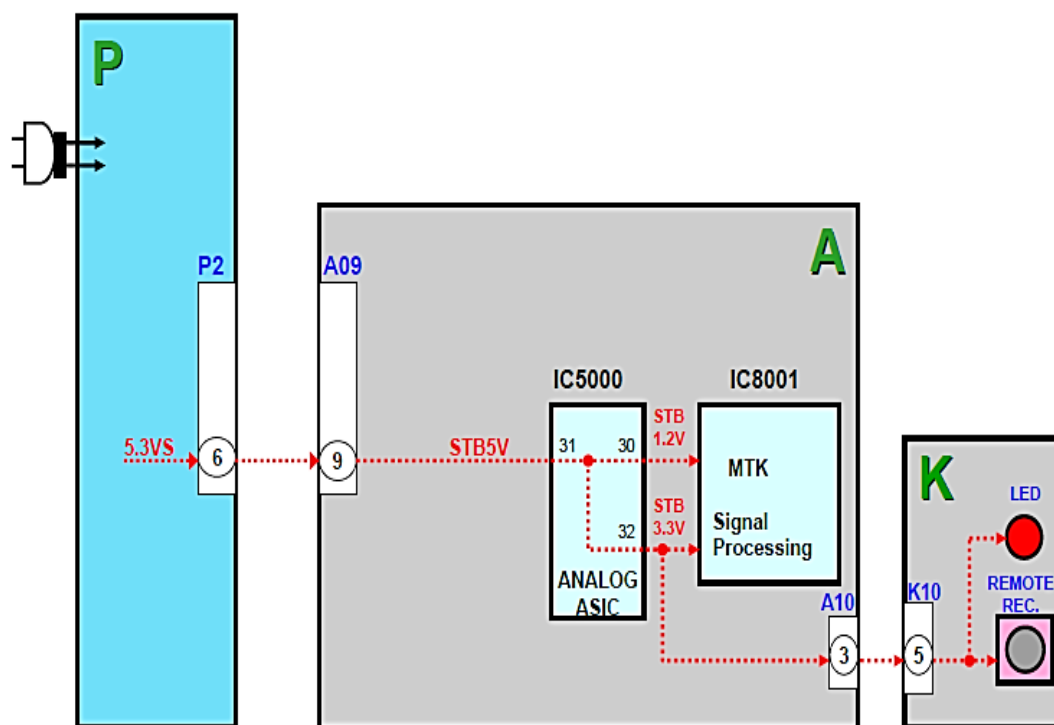 P
P2
A09
A
IC5000
IC8001
5.3VS
6
9
STB5V
31
30
STB
1.2V
MTK
Signal
Processing
STB
3.3V
32
ANALOG
ASIC
A10
3
K
K10
5
LED
REMOTE
REC.